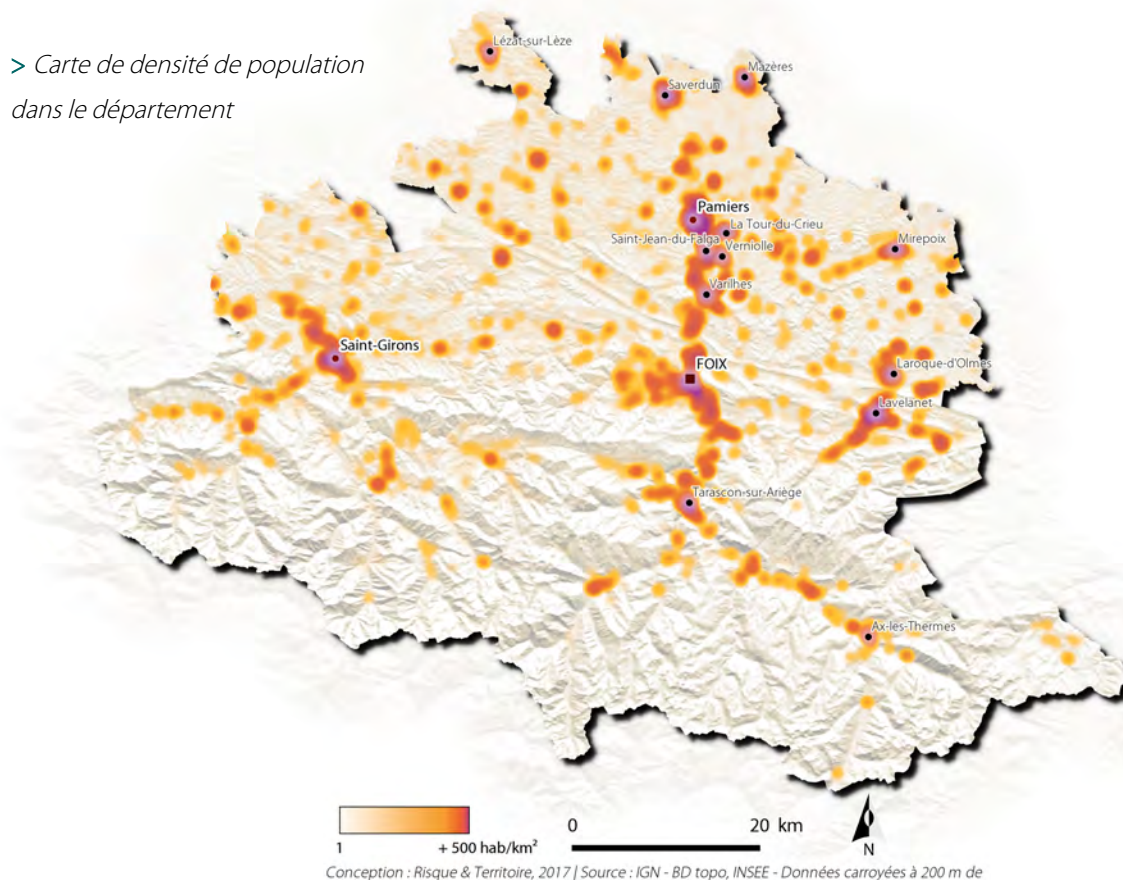 > Carte de densité de population
dans le département
Lézat-sur-Lèze
Mazères
Saverdun
Pamiers
La Tour-du-Crieu
Saint-Jean-du-Falga
Verniolle
Mirepoix
Varilhes
Saint-Girons
FOIX
Laroque-d'Olmes
Lavelanet
Tarascon-sur-Ariège
Ax-les-Thermes
1
+ 500 hab/km²
0
20 km
N
Conception : Risque & Territoire, 2017 | Source : IGN - BD topo, INSEE - Données carroyées à 200 m de